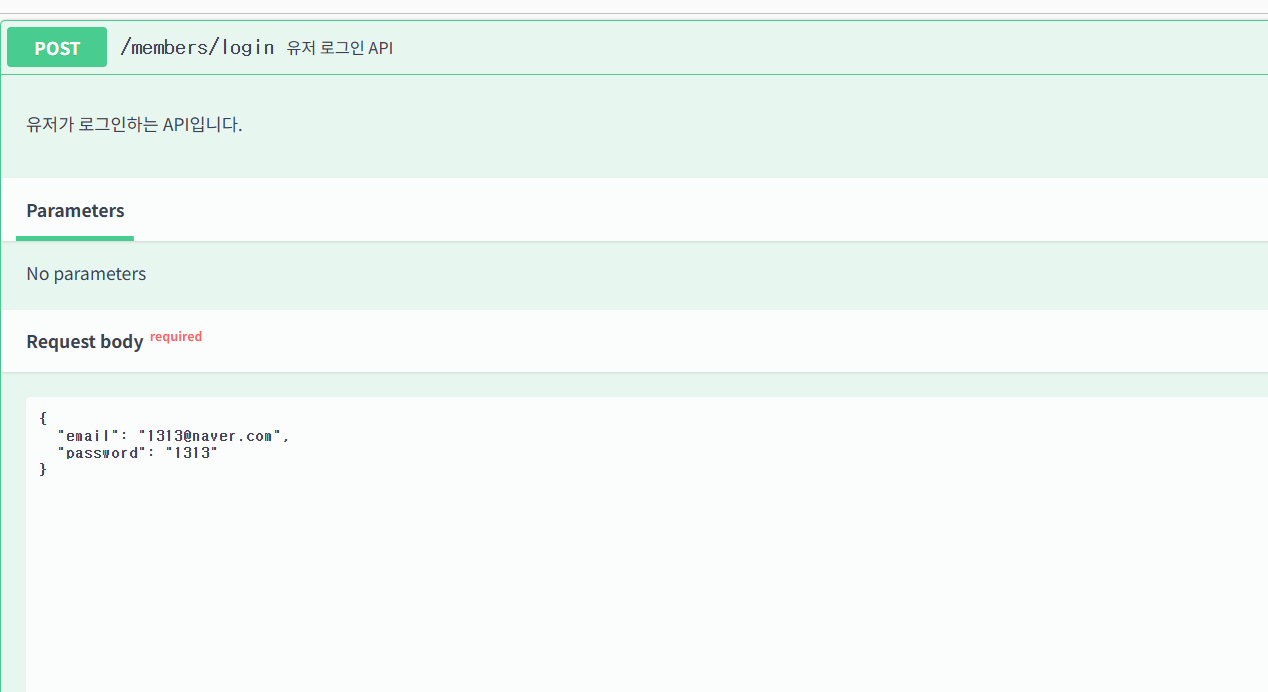 POST /members/login 유저 로그인 API
유저가 로그인하는 API입니다.
Parameters
No parameters
Request body required
{
  "email": "1313@naver.com",
  "password": "1313"
}